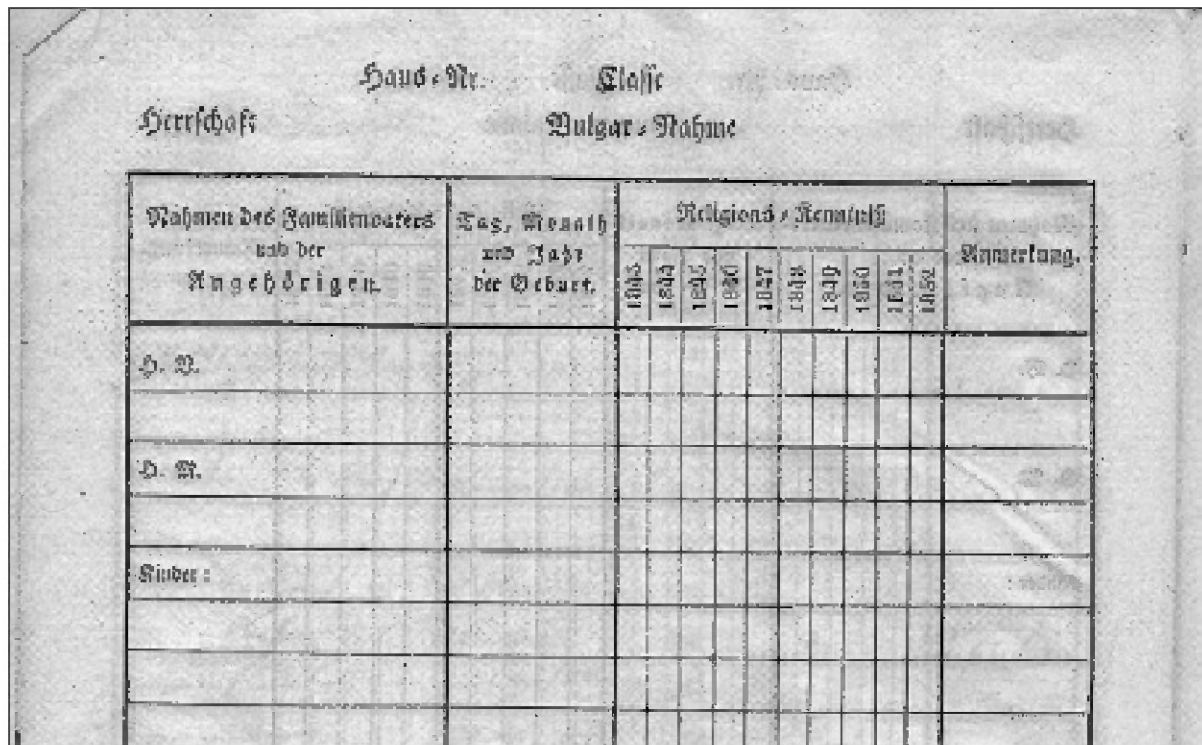 Haus-Nr. Classe
Herrschaft Vulgar-Nahme
Nahmen des Familienvaters
und der
Angehörigen.
Tag, Monath
und Jahr
der Geburt.
Religions-Kenntniß
1843 1844 1845 1846 1847 1848 1849 1850 1851 1852
Anmerkung.
H. V.
H. M.
Kinder: